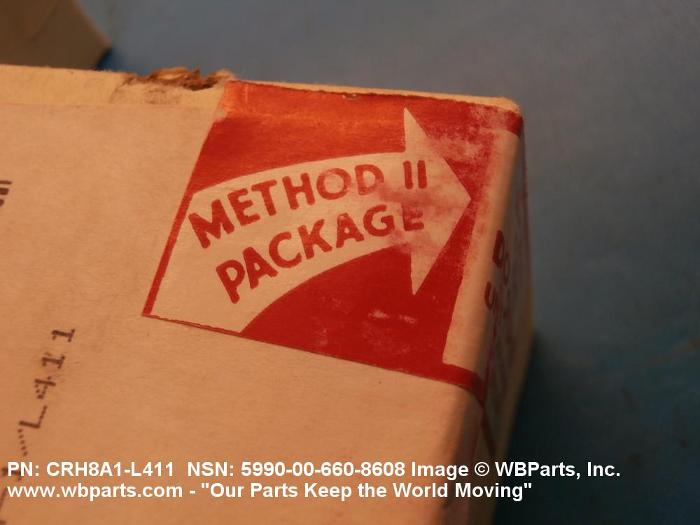 METHOD II
PACKAGE
L411
PN: CRH8A1-L411 NSN: 5990-00-660-8608 Image © WBParts, Inc.
www.wbparts.com - "Our Parts Keep the World Moving"